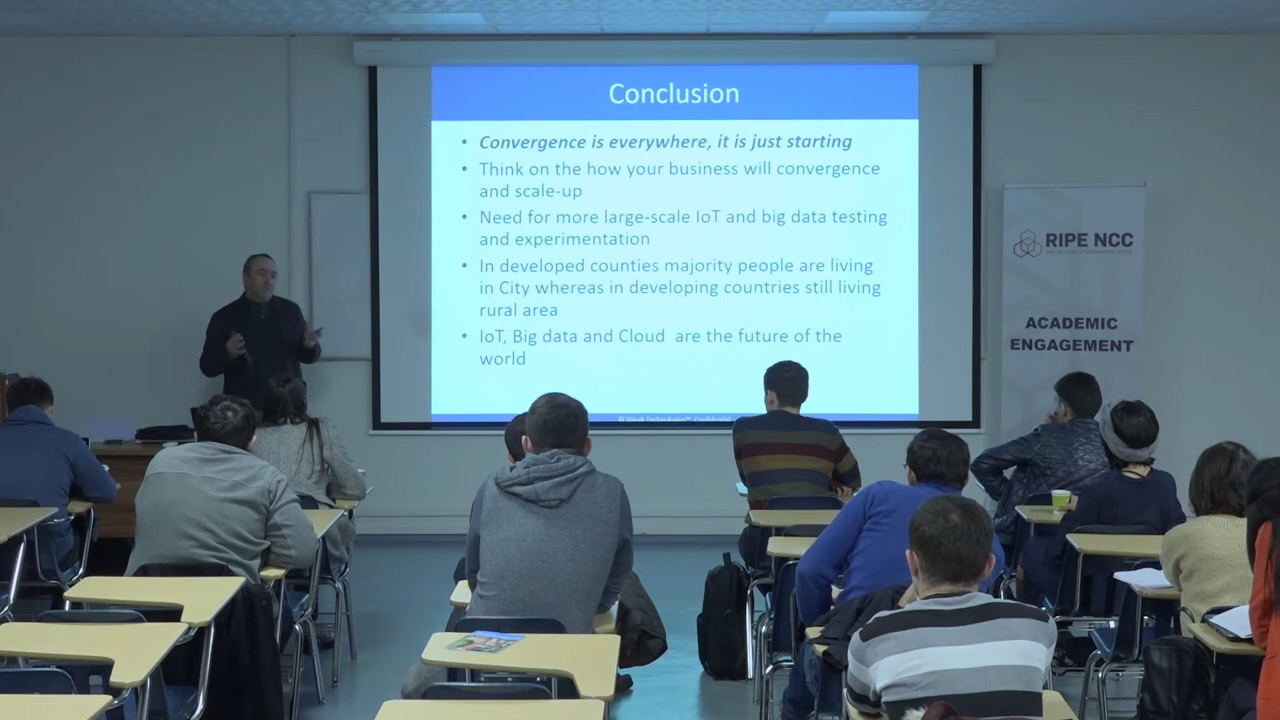 Conclusion
• Convergence is everywhere, it is just starting
• Think on the how your business will convergence
and scale-up
• Need for more large-scale IoT and big data testing
and experimentation
• In developed counties majority people are living
in City whereas in developing countries still living
rural area
• IoT, Big data and Cloud are the future of the
world
RIPE NCC
ACADEMIC
ENGAGEMENT